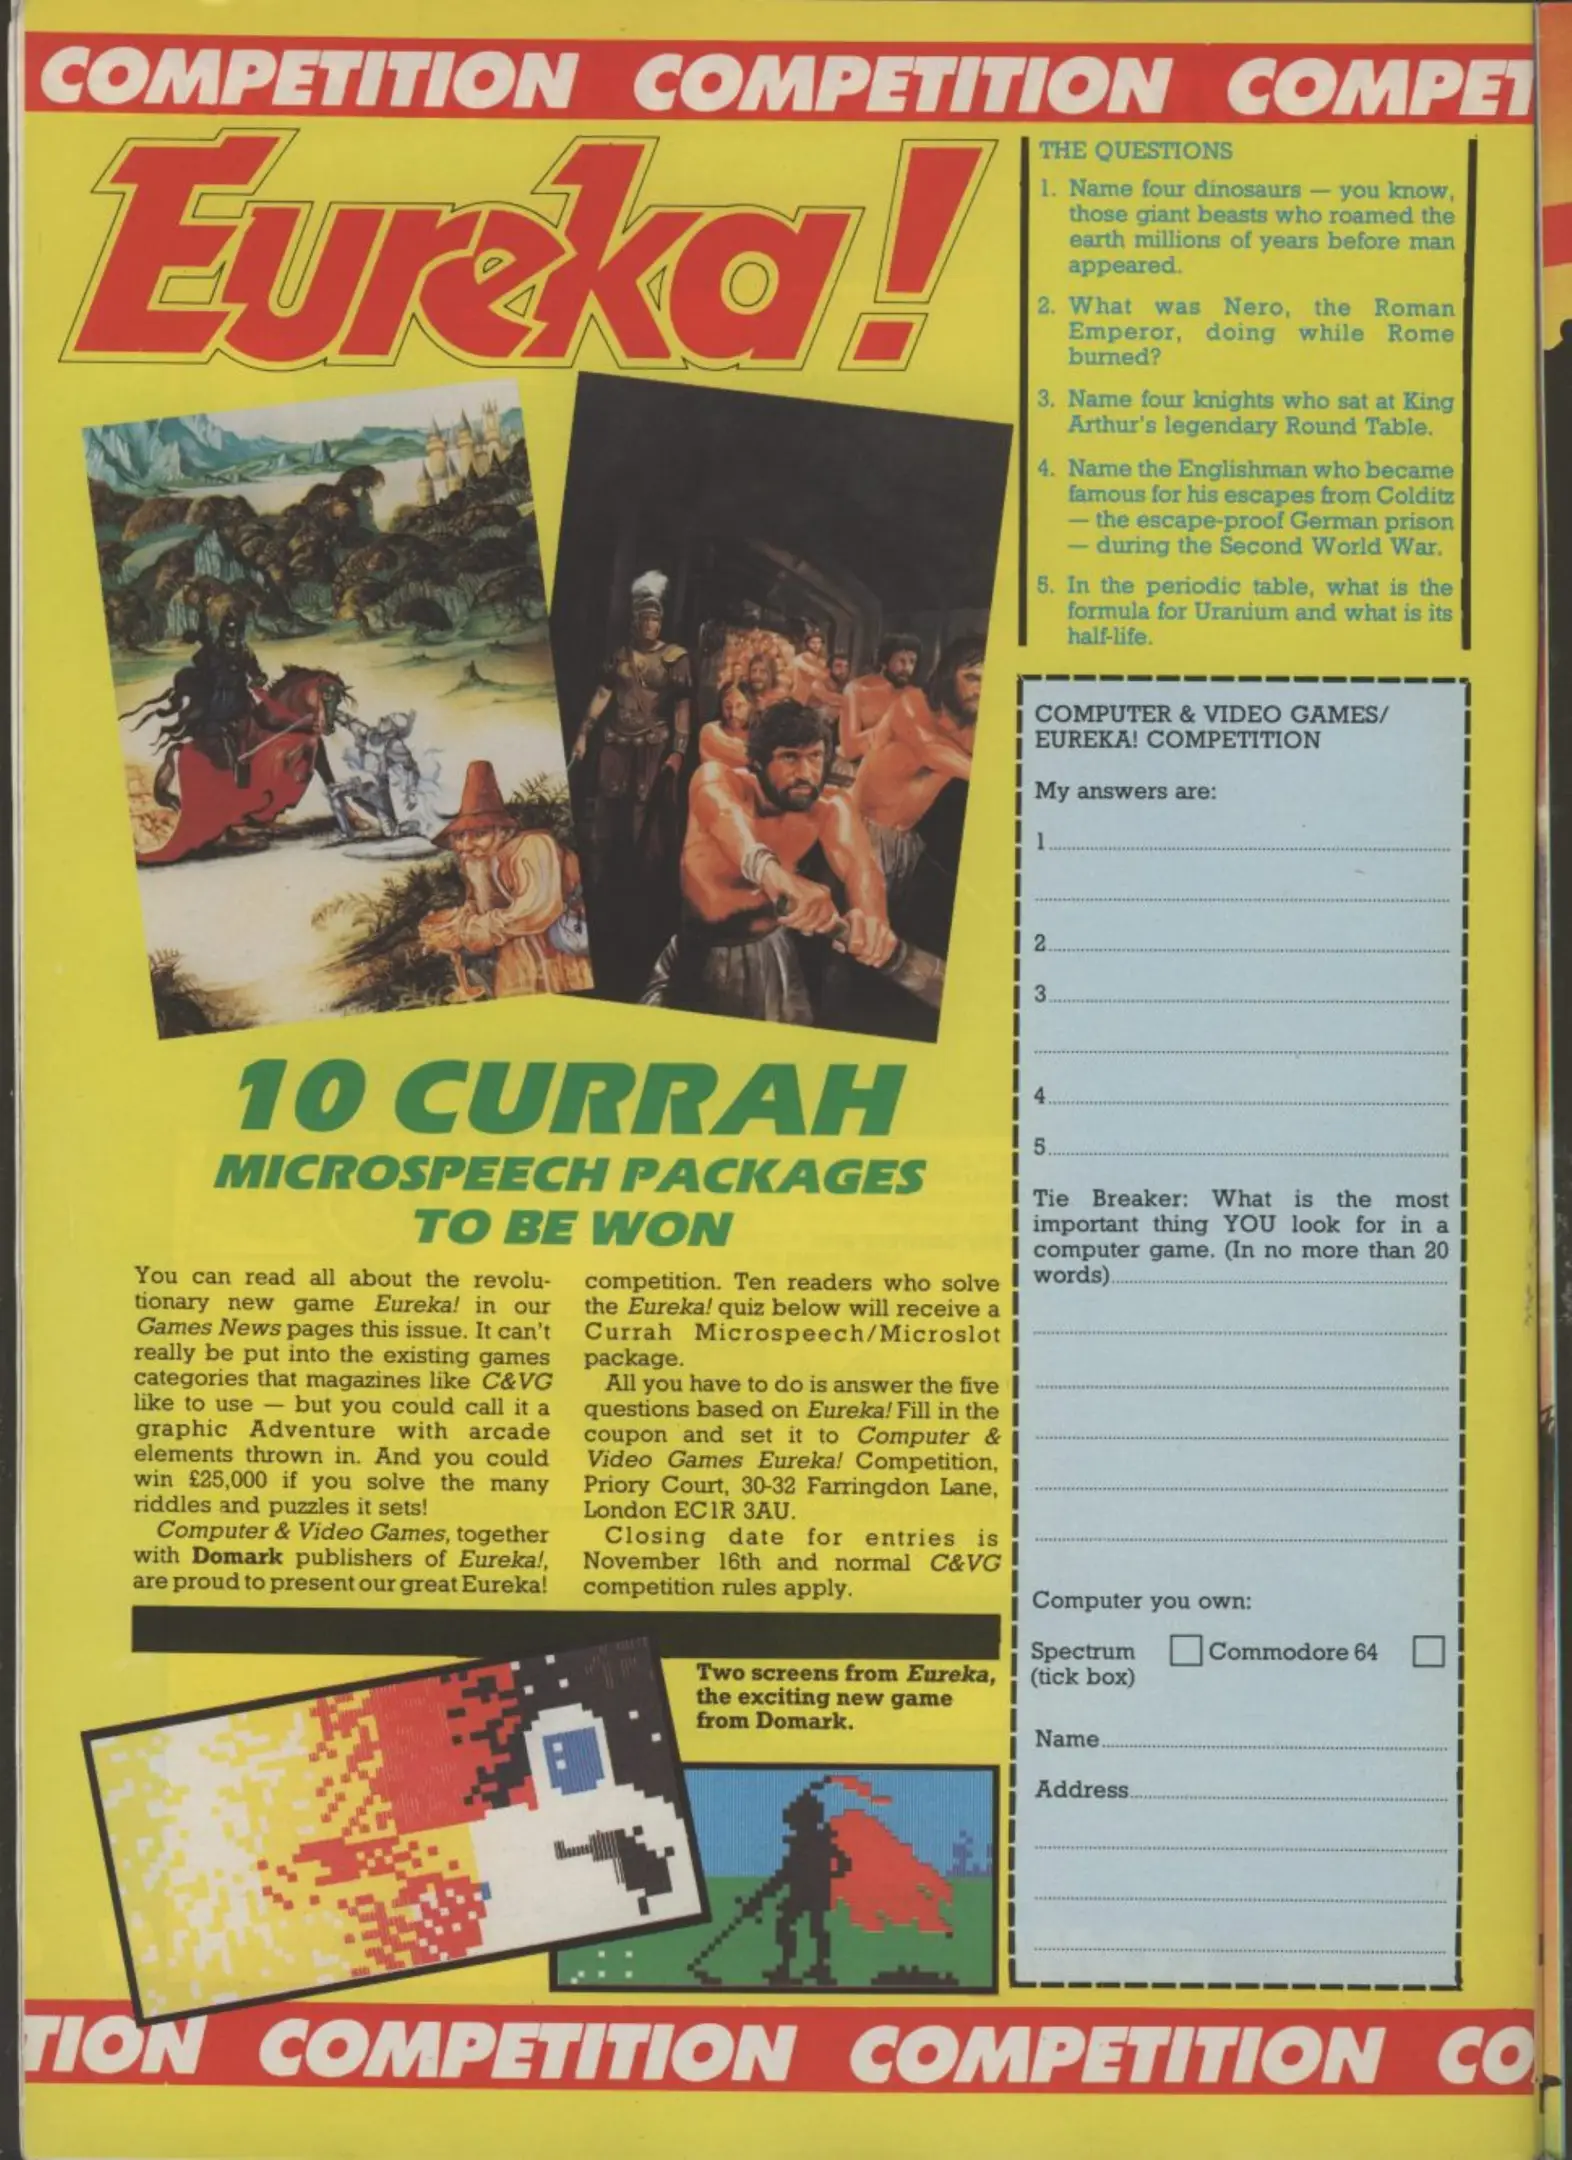 COMPETITION COMPETITION COMPET
Eureka!
10 CURRAH
MICROSPEECH PACKAGES
TO BE WON
You can read all about the revolu-
tionary new game Eureka! in our
Games News pages this issue. It can't
really be put into the existing games
categories that magazines like C&VG
like to use — but you could call it a
graphic Adventure with arcade
elements thrown in. And you could
win £25,000 if you solve the many
riddles and puzzles it sets!
Computer & Video Games, together
with Domark publishers of Eureka!,
are proud to present our great Eureka!
competition. Ten readers who solve
the Eureka! quiz below will receive a
Currah Microspeech/Microslot
package.
All you have to do is answer the five
questions based on Eureka! Fill in the
coupon and set it to Computer &
Video Games Eureka! Competition,
Priory Court, 30-32 Farringdon Lane,
London EC1R 3AU.
Closing date for entries is
November 16th and normal C&VG
competition rules apply.
Two screens from Eureka,
the exciting new game
from Domark.
THE QUESTIONS
1. Name four dinosaurs — you know,
those giant beasts who roamed the
earth millions of years before man
appeared.
2. What was Nero, the Roman
Emperor, doing while Rome
burned?
3. Name four knights who sat at King
Arthur's legendary Round Table.
4. Name the Englishman who became
famous for his escapes from Colditz
— the escape-proof German prison
— during the Second World War.
5. In the periodic table, what is the
formula for Uranium and what is its
half-life.
COMPUTER & VIDEO GAMES/
EUREKA! COMPETITION
My answers are:
1
2
3
4
5
Tie Breaker: What is the most
important thing YOU look for in a
computer game. (In no more than 20
words)
Computer you own:
Spectrum Commodore 64
(tick box)
Name
Address
TION COMPETITION COMPETITION CO